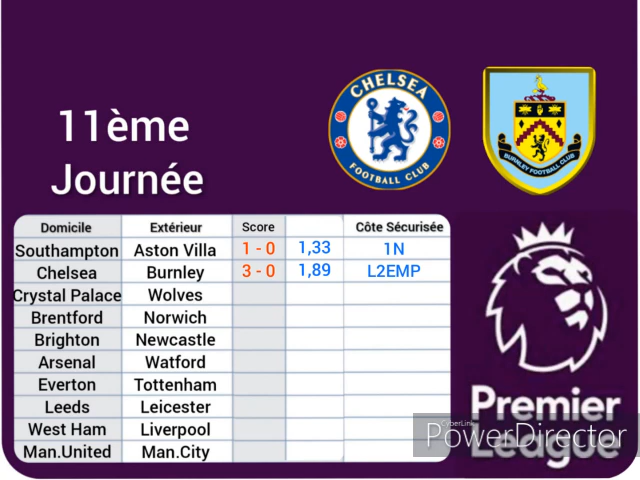 11ème
Journée
CHELSEA
FOOTBALL CLUB
BURNLEY FOOTBALL CLUB
Domicile Extérieur Score Côte Sécurisée
Southampton Aston Villa 1 - 0 1,33 1N
Chelsea Burnley 3 - 0 1,89 L2EMP
Crystal Palace Wolves
Brentford Norwich
Brighton Newcastle
Arsenal Watford
Everton Tottenham
Leeds Leicester
West Ham Liverpool
Man.United Man.City
Premier
League
CyberLink
PowerDirector